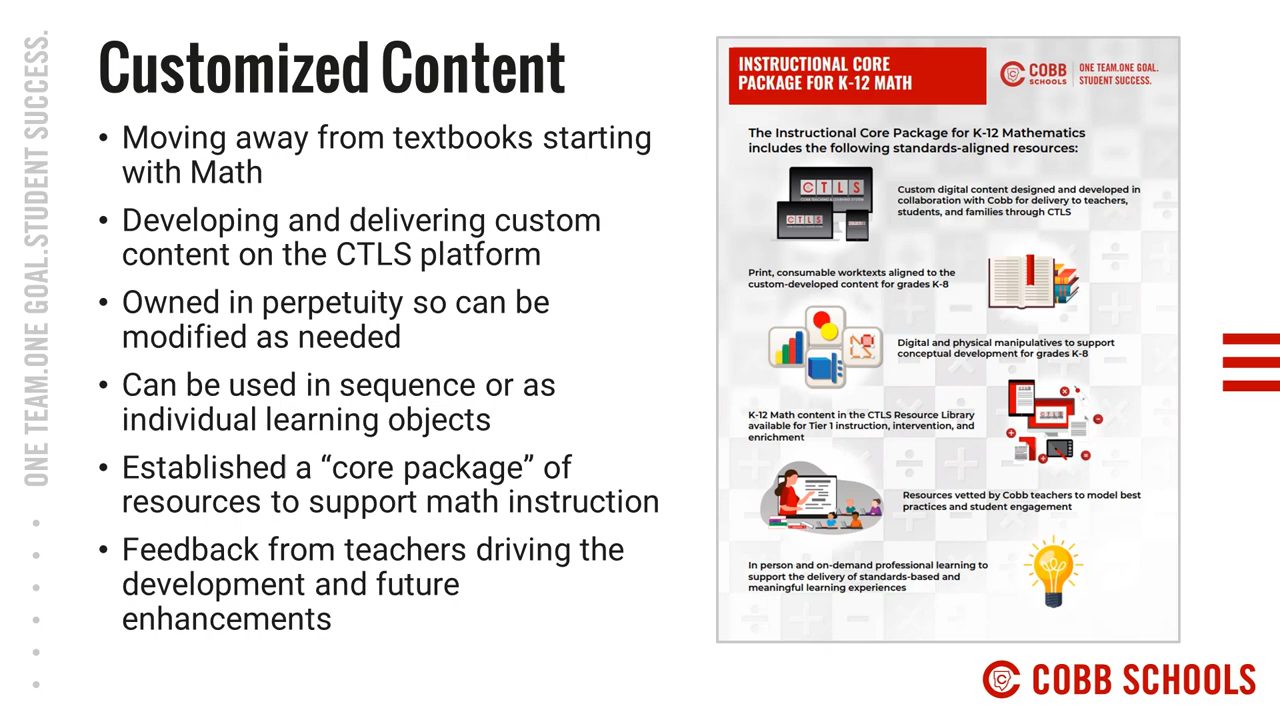 ONE TEAM.ONE GOAL.STUDENT SUCCESS.
Customized Content
• Moving away from textbooks starting
with Math
• Developing and delivering custom
content on the CTLS platform
• Owned in perpetuity so can be
modified as needed
• Can be used in sequence or as
individual learning objects
• Established a “core package” of
resources to support math instruction
• Feedback from teachers driving the
development and future
enhancements
INSTRUCTIONAL CORE
PACKAGE FOR K-12 MATH
COBB
SCHOOLS
ONE TEAM.ONE GOAL.
STUDENT SUCCESS.
The Instructional Core Package for K-12 Mathematics
includes the following standards-aligned resources:
CTLS
CTLS
Custom digital content designed and developed in
collaboration with Cobb for delivery to teachers,
students, and families through CTLS
Print, consumable worktexts aligned to the
custom-developed content for grades K-8
Digital and physical manipulatives to support
conceptual development for grades K-8
K-12 Math content in the CTLS Resource Library
available for Tier 1 instruction, intervention, and
enrichment
CTLS
Resources vetted by Cobb teachers to model best
practices and student engagement
In person and on-demand professional learning to
support the delivery of standards-based and
meaningful learning experiences
C COBB SCHOOLS